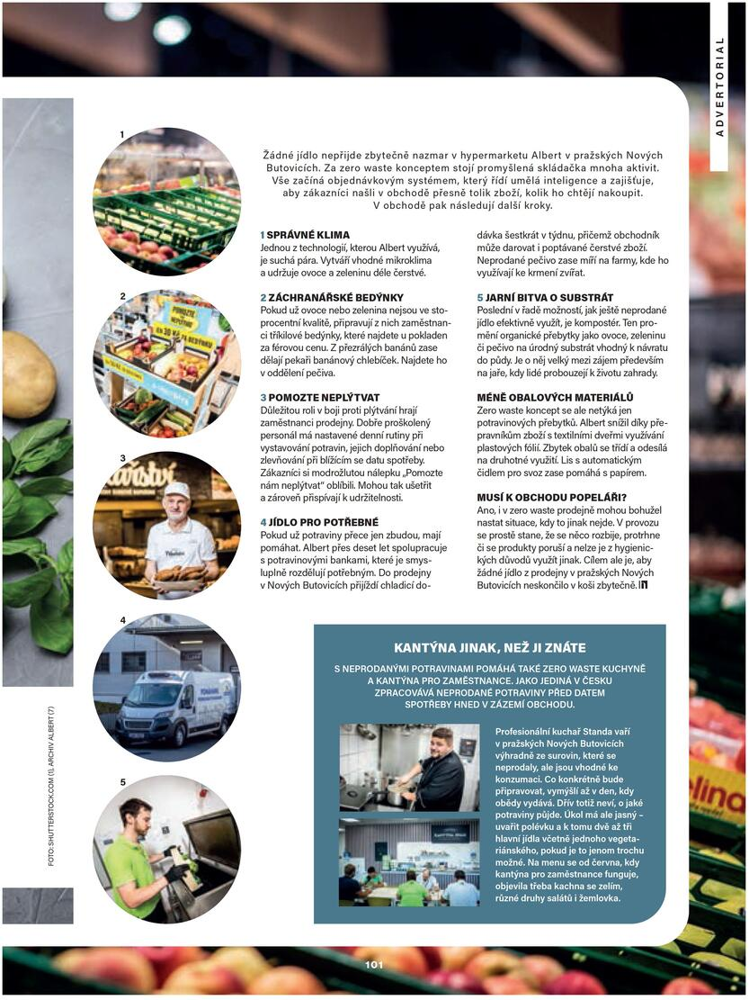 ADVERTORIAL
Žádné jídlo nepřijde zbytečně nazmar v hypermarketu Albert v pražských Nových
Butovicích. Za zero waste konceptem stojí promyšlená skládačka mnoha aktivit.
Vše začíná objednávkovým systémem, který řídí umělá inteligence a zajišťuje,
aby zákazníci našli v obchodě přesně tolik zboží, kolik ho chtějí nakoupit.
V obchodě pak následují další kroky.
1
2
POMOZTE
NEPLÝTVAT
3
4
5
1 SPRÁVNÉ KLIMA
Jednou z technologií, kterou Albert využívá,
je suchá pára. Vytváří vhodné mikroklima
a udržuje ovoce a zeleninu déle čerstvé.
2 ZÁCHRANÁŘSKÉ BEDÝNKY
Pokud už ovoce nebo zelenina nejsou ve sto-
procentní kvalitě, připravují z nich zaměstnan-
ci tříkilové bedýnky, které najdete u pokladen
za férovou cenu. Z přezrálých banánů zase
dělají pekaři banánový chlebíček. Najdete ho
v oddělení pečiva.
3 POMOZTE NEPLÝTVAT
Důležitou roli v boji proti plýtvání hrají
zaměstnanci prodejny. Dobře proškolený
personál má nastavené denní rutiny při
vystavování potravin, jejich doplňování nebo
zlevňování při blížícím se datu spotřeby.
Zákazníci si modrožlutou nálepku „Pomozte
nám neplýtvat“ oblíbili. Mohou tak ušetřit
a zároveň přispívají k udržitelnosti.
4 JÍDLO PRO POTŘEBNÉ
Pokud už potraviny přece jen zbudou, mají
pomáhat. Albert přes deset let spolupracuje
s potravinovými bankami, které je smys-
luplně rozdělují potřebným. Do prodejny
v Nových Butovicích přijíždí chladicí do-
dávka šestkrát v týdnu, přičemž obchodník
může darovat i poptávané čerstvé zboží.
Neprodané pečivo zase míří na farmy, kde ho
využívají ke krmení zvířat.
5 JARNÍ BITVA O SUBSTRÁT
Poslední v řadě možností, jak ještě neprodané
jídlo efektivně využít, je kompostér. Ten pro-
mění organické přebytky jako ovoce, zeleninu
či pečivo na úrodný substrát vhodný k návratu
do půdy. Je o něj velký mezi zájem především
na jaře, kdy lidé probouzejí k životu zahrady.
MÉNĚ OBALOVÝCH MATERIÁLŮ
Zero waste koncept se ale netýká jen
potravinových přebytků. Albert snížil díky pře-
pravníkům zboží s textilními dveřmi využívání
plastových fólií. Zbytek obalů se třídí a odesílá
na druhotné využití. Lis s automatickým
čidlem pro svoz zase pomáhá s papírem.
MUSÍ K OBCHODU POPELÁŘI?
Ano, i v zero waste prodejně mohou bohužel
nastat situace, kdy to jinak nejde. V provozu
se prostě stane, že se něco rozbije, protrhne
či se produkty poruší a nelze je z hygienic-
kých důvodů využít jinak. Cílem ale je, aby
žádné jídlo z prodejny v pražských Nových
Butovicích neskončilo v koši zbytečně.
KANTÝNA JINAK, NEŽ JI ZNÁTE
S NEPRODANÝMI POTRAVINAMI POMÁHÁ TAKÉ ZERO WASTE KUCHYNĚ
A KANTÝNA PRO ZAMĚSTNANCE. JAKO JEDINÁ V ČESKU
ZPRACOVÁVÁ NEPRODANÉ POTRAVINY PŘED DATEM
SPOTŘEBY HNED V ZÁZEMÍ OBCHODU.
Profesionální kuchař Standa vaří
v pražských Nových Butovicích
výhradně ze surovin, které se
neprodaly, ale jsou vhodné ke
konzumaci. Co konkrétně bude
připravovat, vymýšlí až v den, kdy
obědy vydává. Dřív totiž neví, o jaké
potraviny půjde. Úkol má ale jasný –
uvařit polévku a k tomu dvě až tři
hlavní jídla včetně jednoho vegeta-
riánského, pokud je to jenom trochu
možné. Na menu se od června, kdy
kantýna pro zaměstnance funguje,
objevila třeba kachna se zelím,
různé druhy salátů i žemlovka.
FOTO: SHUTTERSTOCK.COM (1), ARCHIV ALBERT (7)
101